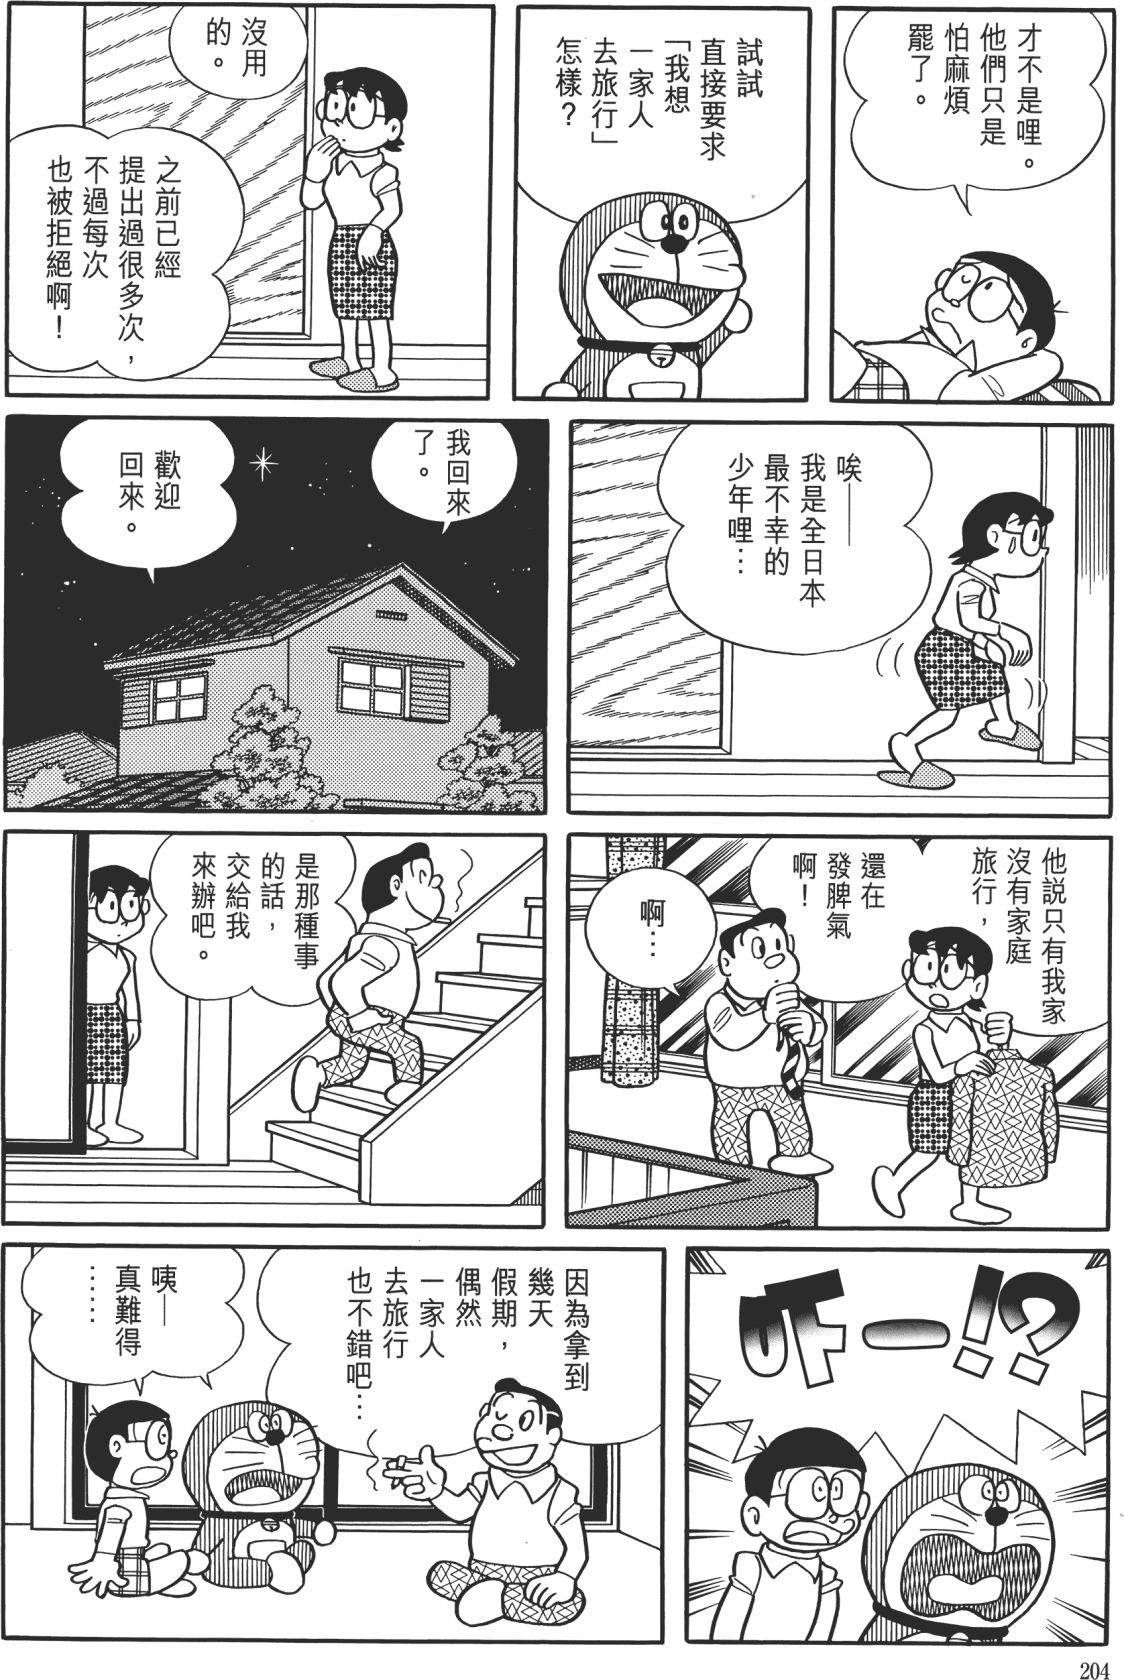 才不是哩。
他們只是
怕麻煩
罷了。
試試
直接要求
「我想
一家人
去旅行」
怎樣？
沒用
的。
之前已經
提出過很多次，
不過每次
也被拒絕啊！
唉——
我是全日本
最不幸的
少年哩…
我回來
了。
歡迎
回來。
他說只有我家
沒有家庭
旅行，
還在
發脾氣
啊！
啊…
是那種事
的話，
交給我
來辦吧。
吓—!?
因為拿到
幾天
假期，
偶然
一家人
去旅行
也不錯吧…
咦—
真難得
……
204